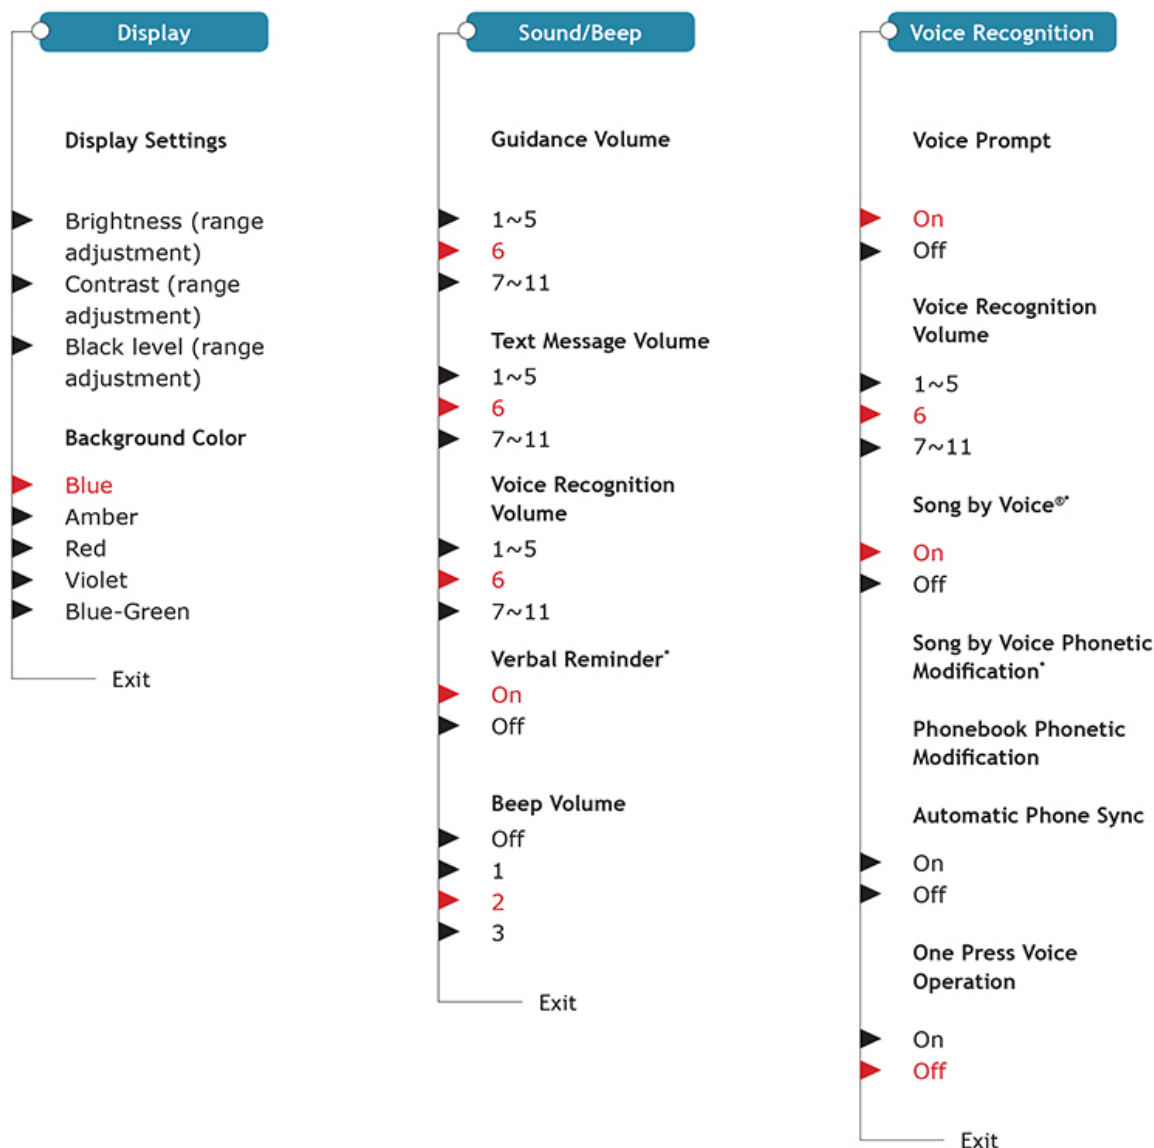 Display
Display Settings
Brightness (range
adjustment)
Contrast (range
adjustment)
Black level (range
adjustment)
Background Color
Blue
Amber
Red
Violet
Blue-Green
Exit
Sound/Beep
Guidance Volume
1~5
6
7~11
Text Message Volume
1~5
6
7~11
Voice Recognition
Volume
1~5
6
7~11
Verbal Reminder*
On
Off
Beep Volume
Off
1
2
3
Exit
Voice Recognition
Voice Prompt
On
Off
Voice Recognition
Volume
1~5
6
7~11
Song by Voice®*
On
Off
Song by Voice Phonetic
Modification*
Phonebook Phonetic
Modification
Automatic Phone Sync
On
Off
One Press Voice
Operation
On
Off
Exit